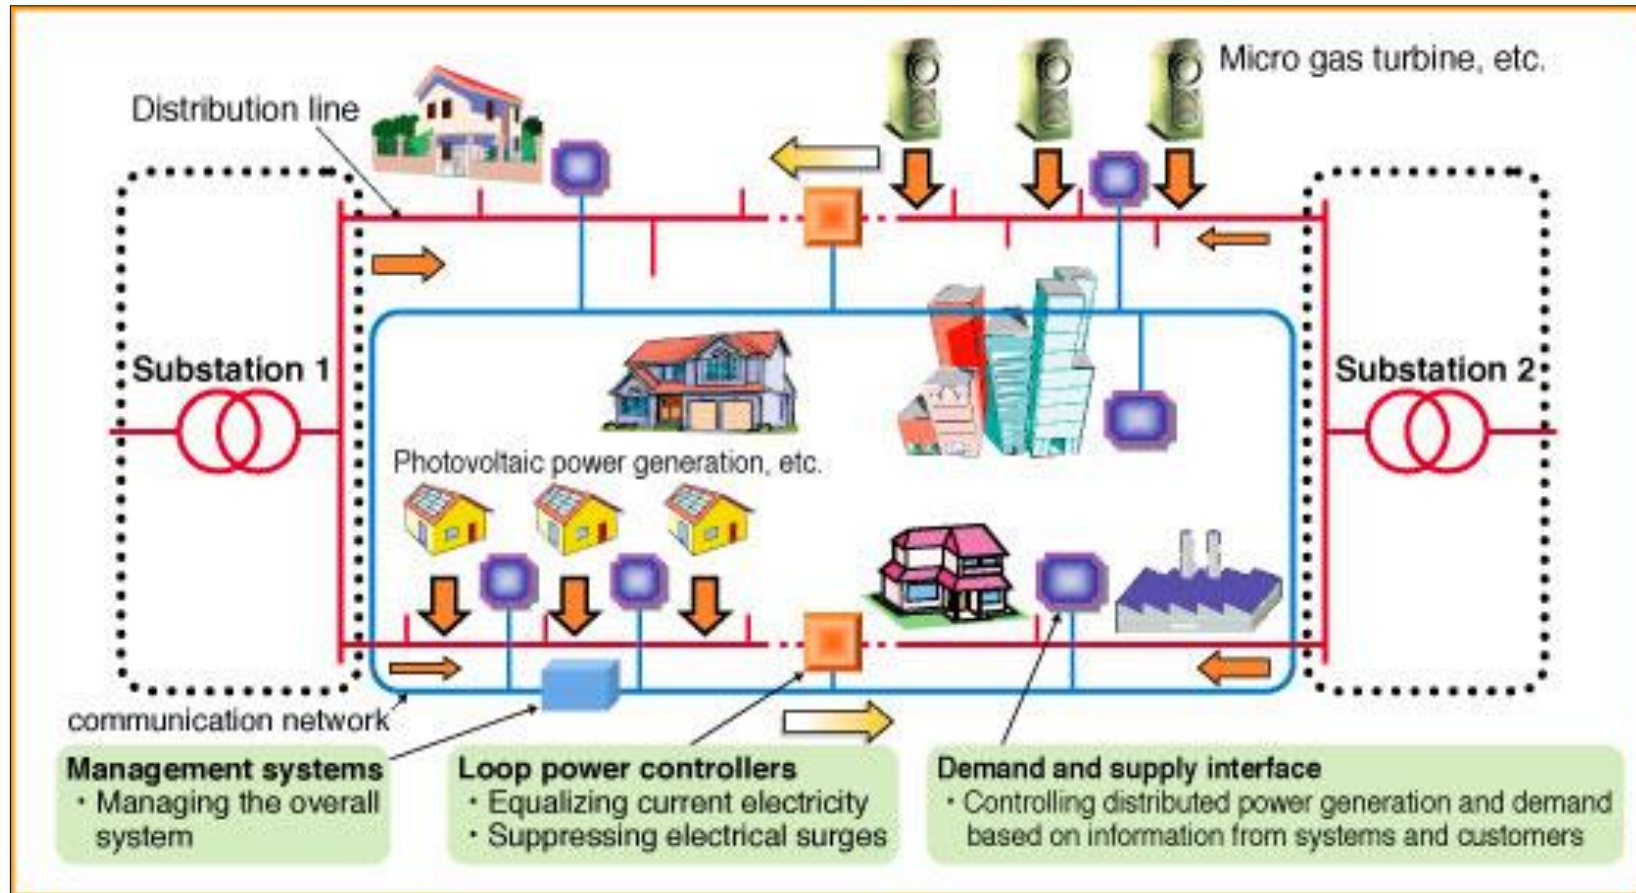 Micro gas turbine, etc.
Distribution line
Substation 1
Substation 2
Photovoltaic power generation, etc.
communication network
Management systems
・Managing the overall
system
Loop power controllers
・Equalizing current electricity
・Suppressing electrical surges
Demand and supply interface
・Controlling distributed power generation and demand
based on information from systems and customers